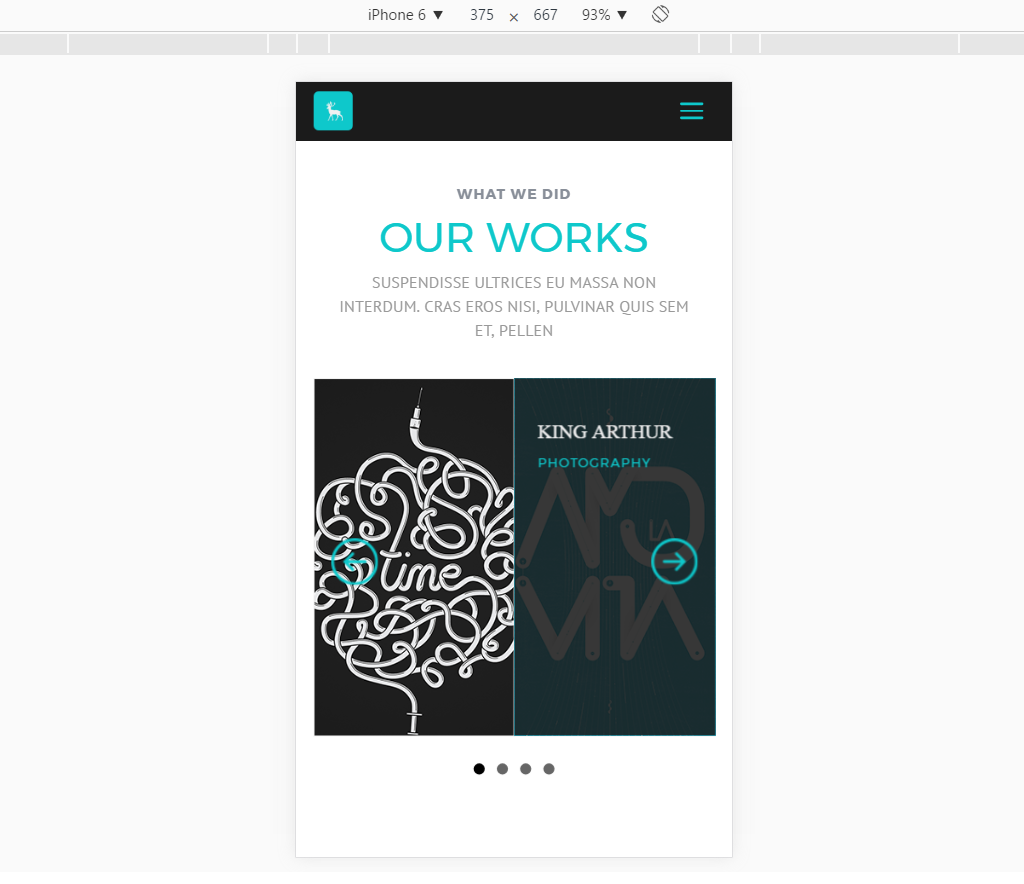 iPhone 6 ▼ 375 × 667 93% ▼
WHAT WE DID
OUR WORKS
SUSPENDISSE ULTRICES EU MASSA NON
INTERDUM. CRAS EROS NISI, PULVINAR QUIS SEM
ET, PELLEN
time
KING ARTHUR
PHOTOGRAPHY
LA